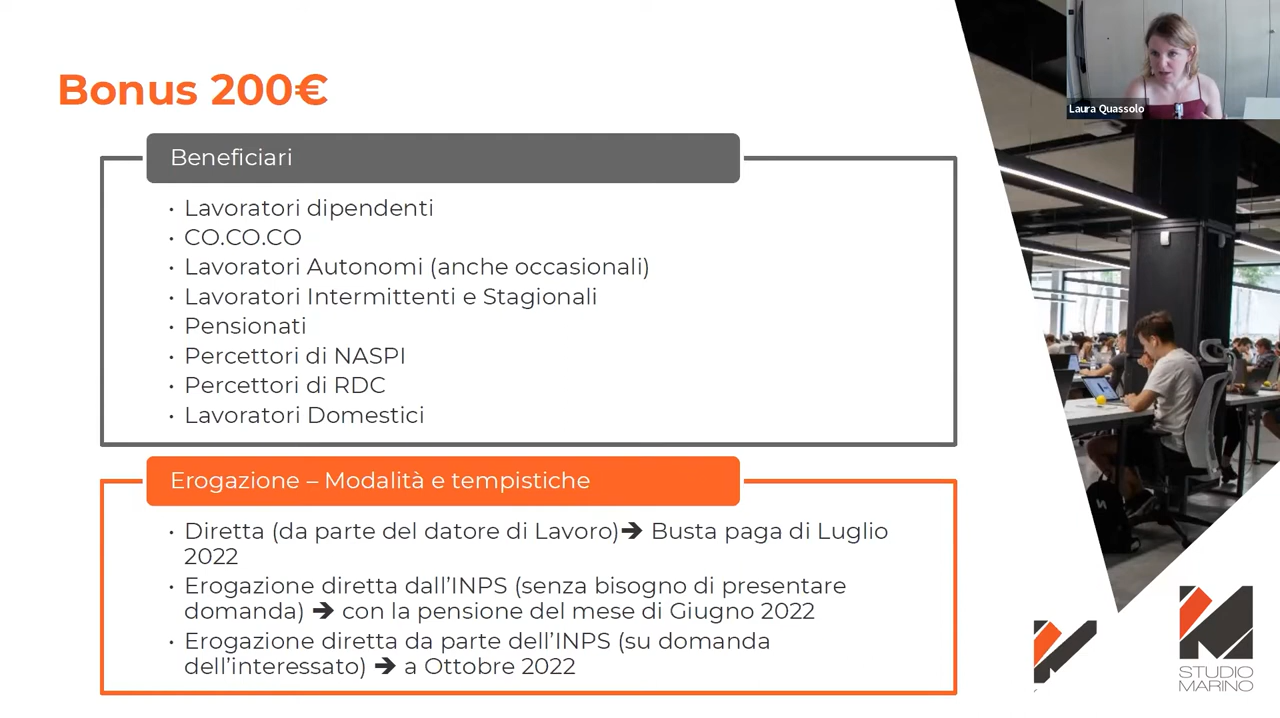 Bonus 200€
Laura Quassolo
Beneficiari
• Lavoratori dipendenti
• CO.CO.CO
• Lavoratori Autonomi (anche occasionali)
• Lavoratori Intermittenti e Stagionali
• Pensionati
• Percettori di NASPI
• Percettori di RDC
• Lavoratori Domestici
Erogazione – Modalità e tempistiche
• Diretta (da parte del datore di Lavoro)➔ Busta paga di Luglio
2022
• Erogazione diretta dall’INPS (senza bisogno di presentare
domanda) ➔ con la pensione del mese di Giugno 2022
• Erogazione diretta da parte dell’INPS (su domanda
dell’interessato) ➔ a Ottobre 2022
STUDIO
MARINO